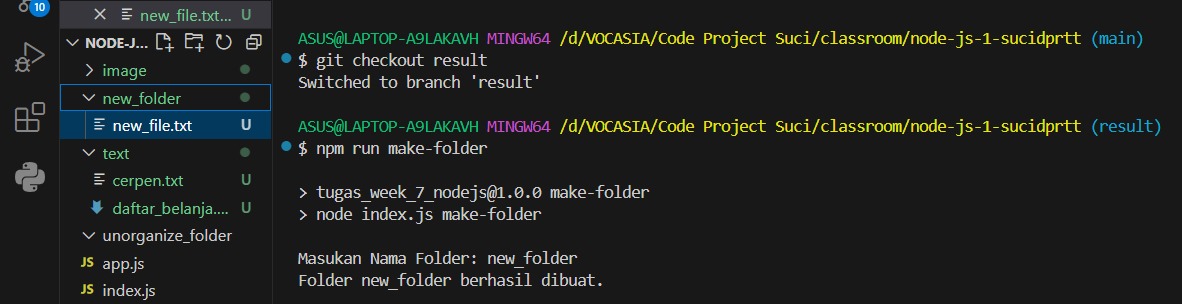 10
new_file.txt... U
NODE-J...
image
new_folder
new_file.txt U
text
cerpen.txt U
daftar_belanja.... U
unorganize_folder
JS app.js
JS index.js
ASUS@LAPTOP-A9LAKAVH MINGW64 /d/VOCASIA/Code Project Suci/classroom/node-js-1-sucidprtt (main)
$ git checkout result
Switched to branch 'result'
ASUS@LAPTOP-A9LAKAVH MINGW64 /d/VOCASIA/Code Project Suci/classroom/node-js-1-sucidprtt (result)
$ npm run make-folder
> tugas_week_7_nodejs@1.0.0 make-folder
> node index.js make-folder
Masukan Nama Folder: new_folder
Folder new_folder berhasil dibuat.